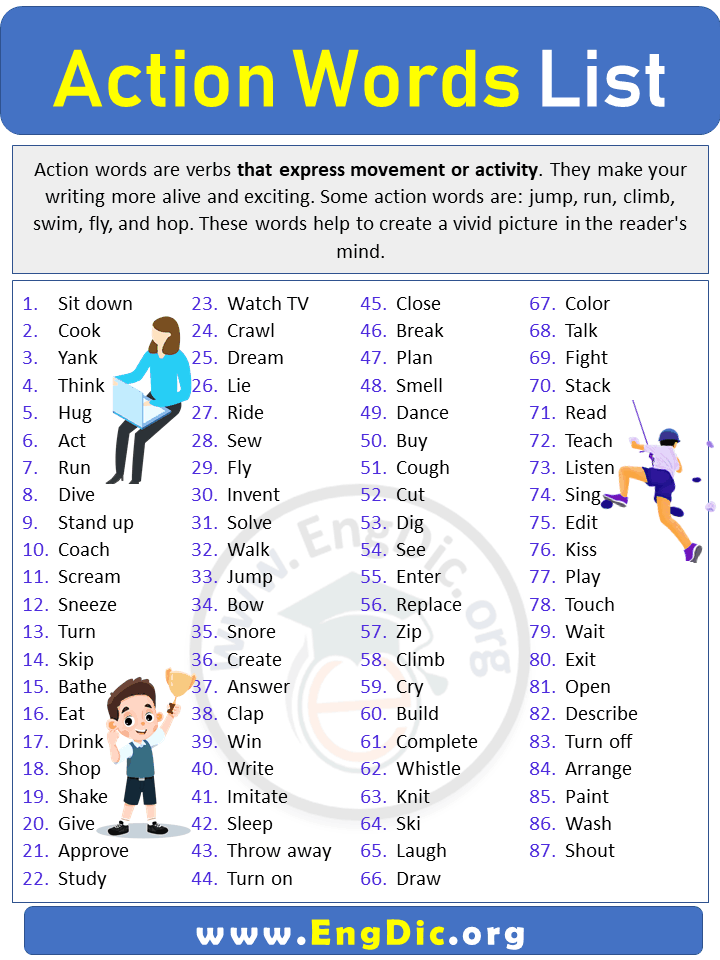 Action Words List
Action words are verbs that express movement or activity. They make your
writing more alive and exciting. Some action words are: jump, run, climb,
swim, fly, and hop. These words help to create a vivid picture in the reader's
mind.
1. Sit down
2. Cook
3. Yank
4. Think
5. Hug
6. Act
7. Run
8. Dive
9. Stand up
10. Coach
11. Scream
12. Sneeze
13. Turn
14. Skip
15. Bathe
16. Eat
17. Drink
18. Shop
19. Shake
20. Give
21. Approve
22. Study
23. Watch TV
24. Crawl
25. Dream
26. Lie
27. Ride
28. Sew
29. Fly
30. Invent
31. Solve
32. Walk
33. Jump
34. Bow
35. Snore
36. Create
37. Answer
38. Clap
39. Win
40. Write
41. Imitate
42. Sleep
43. Throw away
44. Turn on
45. Close
46. Break
47. Plan
48. Smell
49. Dance
50. Buy
51. Cough
52. Cut
53. Dig
54. See
55. Enter
56. Replace
57. Zip
58. Climb
59. Cry
60. Build
61. Complete
62. Whistle
63. Knit
64. Ski
65. Laugh
66. Draw
67. Color
68. Talk
69. Fight
70. Stack
71. Read
72. Teach
73. Listen
74. Sing
75. Edit
76. Kiss
77. Play
78. Touch
79. Wait
80. Exit
81. Open
82. Describe
83. Turn off
84. Arrange
85. Paint
86. Wash
87. Shout
www.EngDic.org
www.EngDic.org